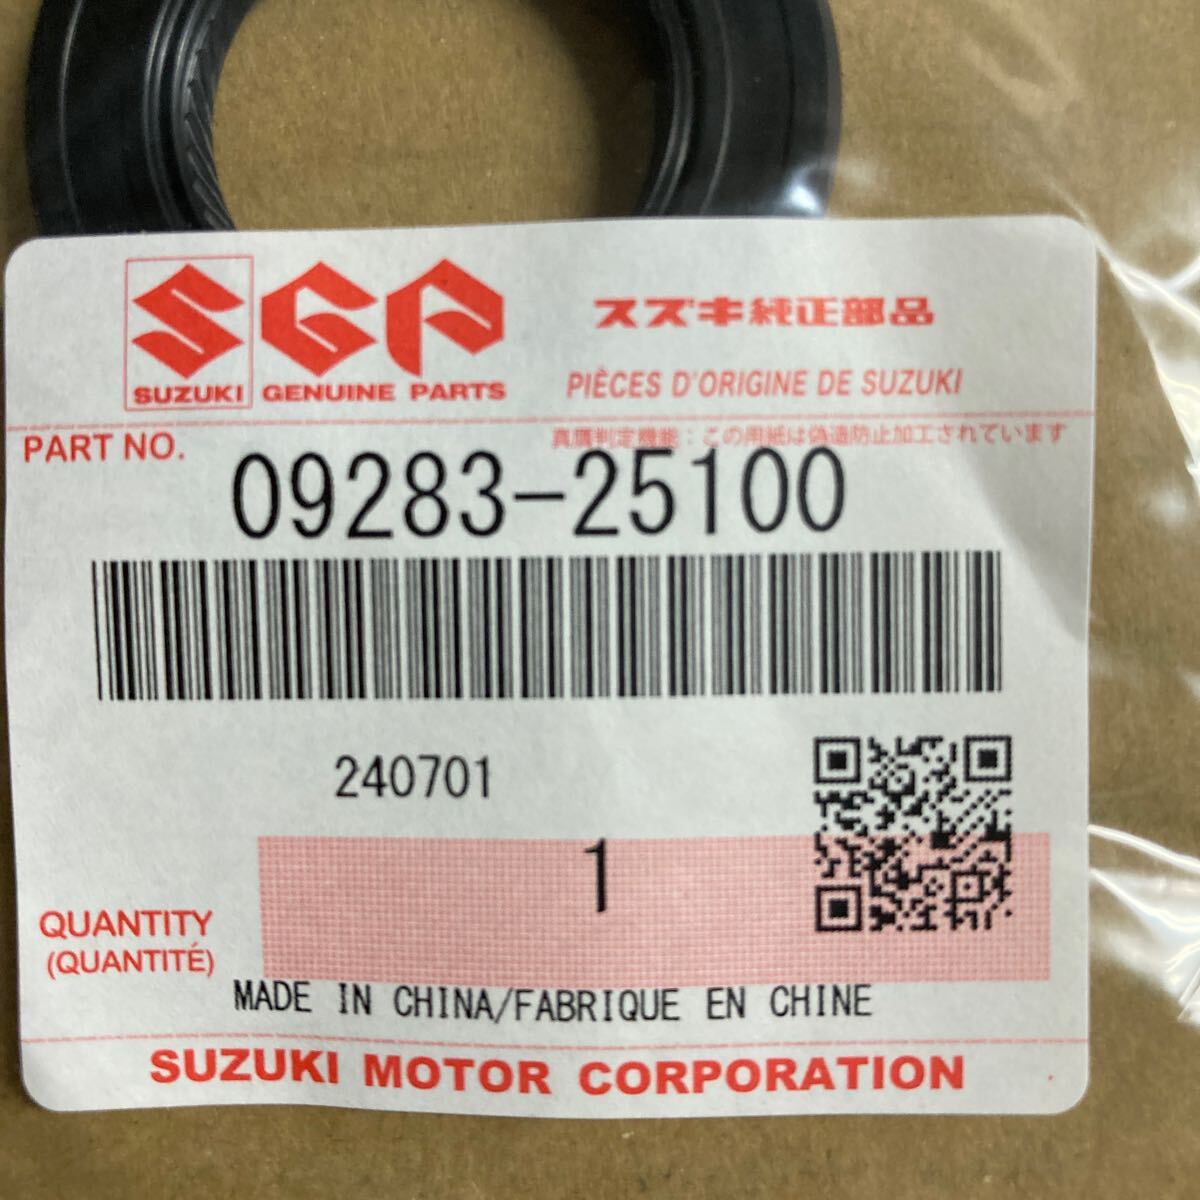 SGP
スズキ純正部品
SUZUKI GENUINE PARTS
PIÈCES D'ORIGINE DE SUZUKI
真贋判定機能：この用紙は偽造防止加工されています
PART NO. 09283-25100
240701
1
QUANTITY
(QUANTITÉ)
MADE IN CHINA/FABRIQUE EN CHINE
SUZUKI MOTOR CORPORATION